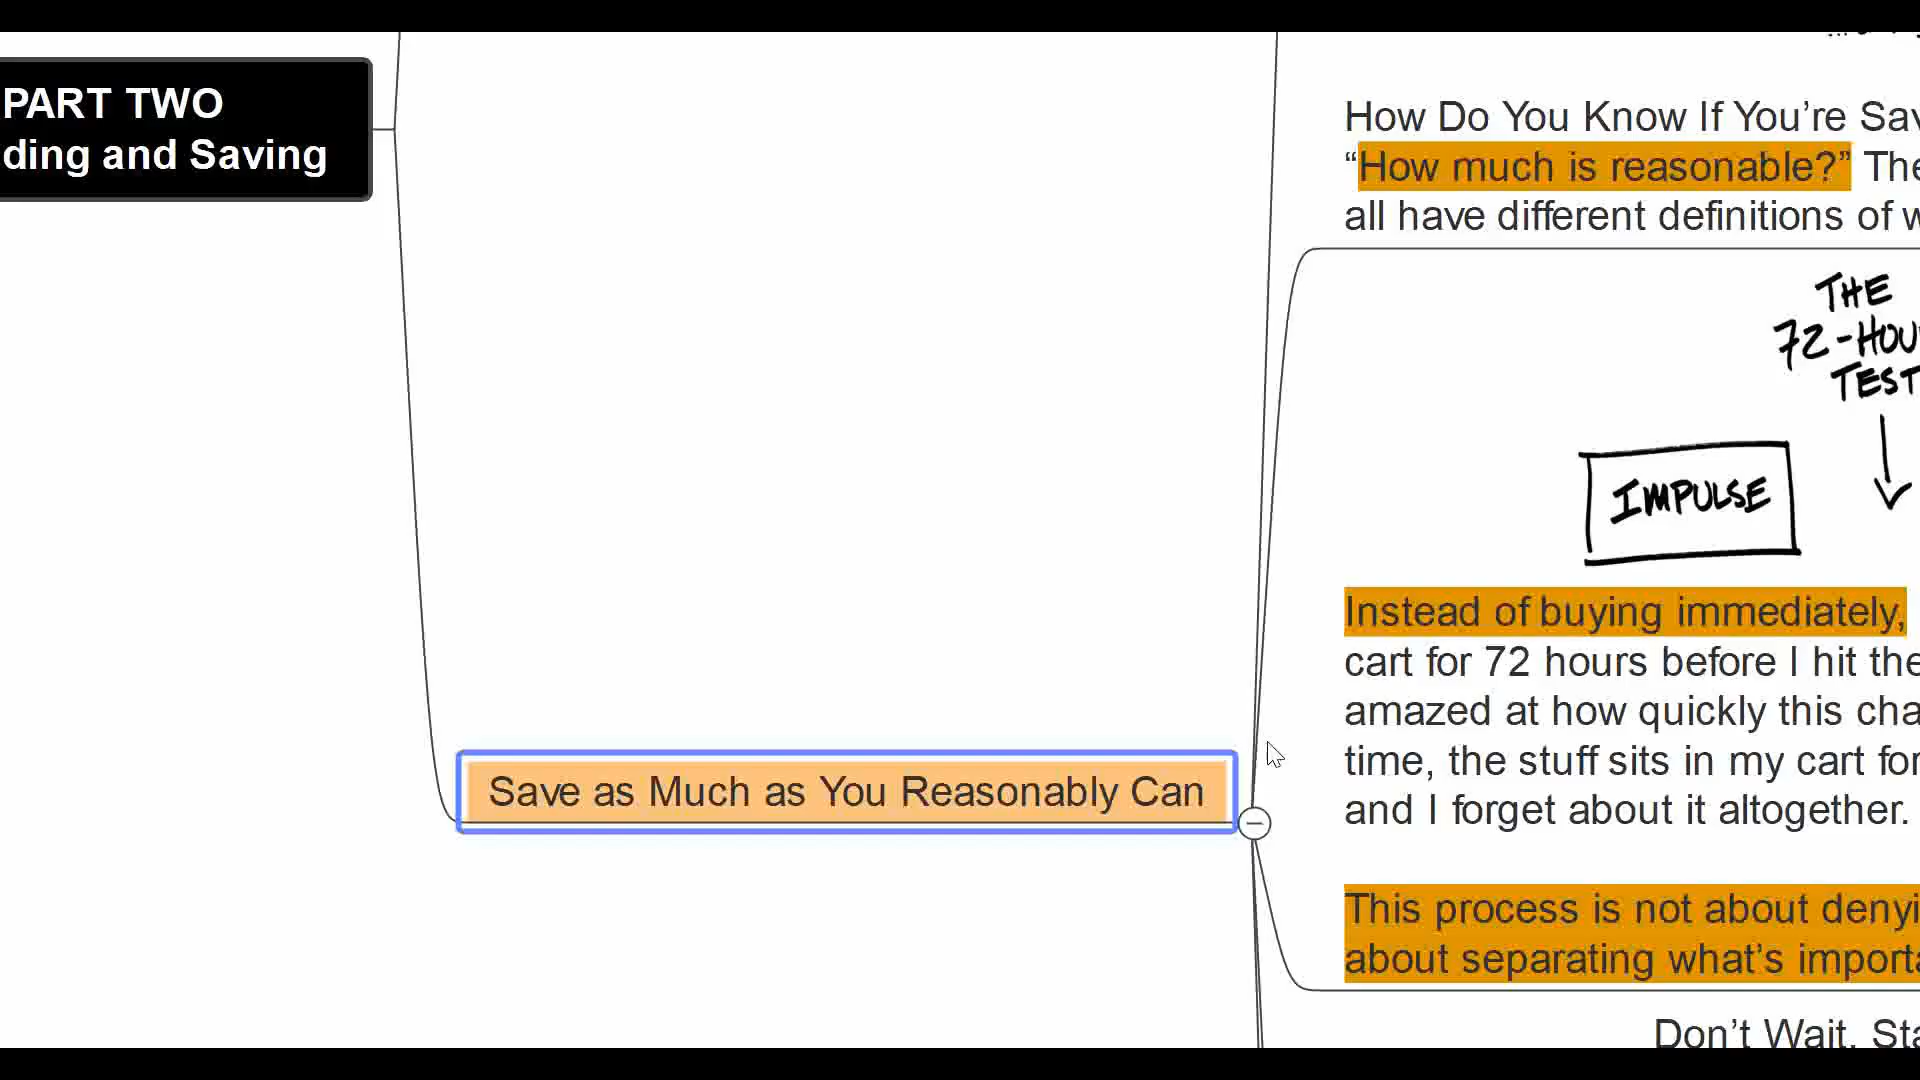 PART TWO
ding and Saving
How Do You Know If You’re Sav
“How much is reasonable?” The
all have different definitions of w
THE
72-HOU
TEST
IMPULSE
Instead of buying immediately,
cart for 72 hours before I hit the
amazed at how quickly this cha
time, the stuff sits in my cart for
and I forget about it altogether.
Save as Much as You Reasonably Can
This process is not about denyi
about separating what’s importa
Don’t Wait. Sta